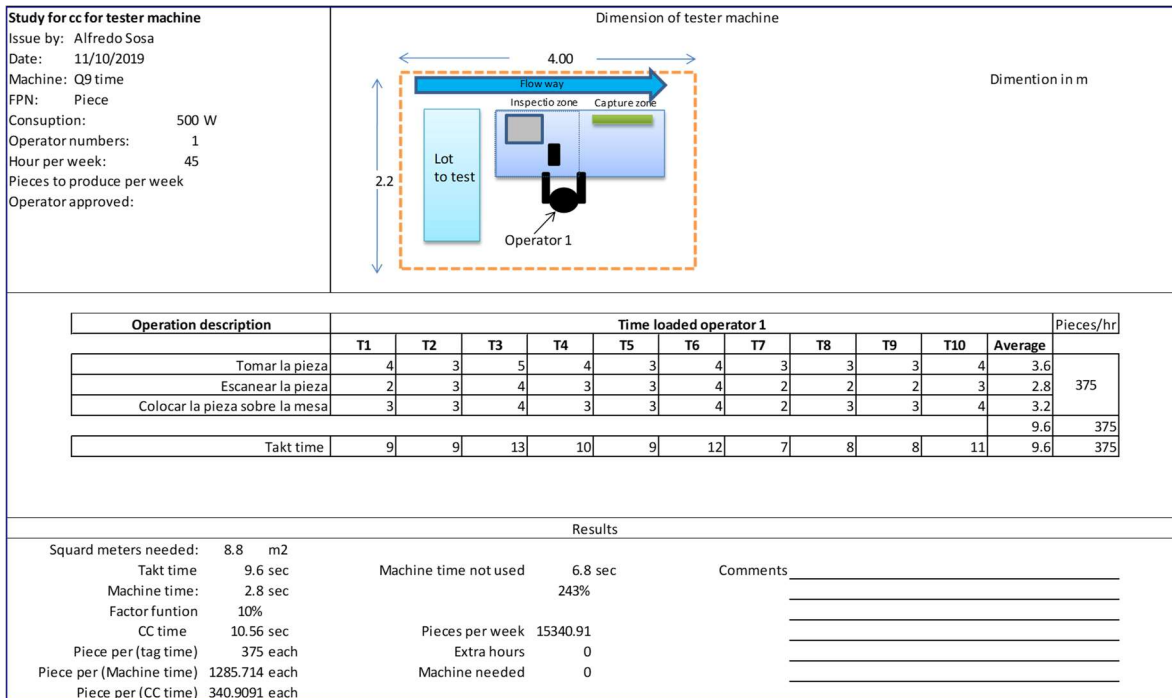 Study for cc for tester machine
Issue by: Alfredo Sosa
Date: 11/10/2019
Machine: Q9 time
FPN: Piece
Consuption: 500 W
Operator numbers: 1
Hour per week: 45
Pieces to produce per week
Operator approved:
Dimension of tester machine
4.00
Dimention in m
Flow way
Inspectio zone Capture zone
Lot
to test
2.2
Operator 1
Operation description Time loaded operator 1 Pieces/hr
T1 T2 T3 T4 T5 T6 T7 T8 T9 T10 Average
Tomar la pieza 4 3 5 4 3 4 3 3 3 4 3.6
Escanear la pieza 2 3 4 3 3 4 2 2 2 3 2.8 375
Colocar la pieza sobre la mesa 3 3 4 3 3 4 2 3 3 4 3.2
9.6 375
Takt time 9 9 13 10 9 12 7 8 8 11 9.6 375
Results
Squard meters needed: 8.8 m2
Takt time 9.6 sec Machine time not used 6.8 sec Comments
Machine time: 2.8 sec 243%
Factor funtion 10%
CC time 10.56 sec Pieces per week 15340.91
Piece per (tag time) 375 each Extra hours 0
Piece per (Machine time) 1285.714 each Machine needed 0
Piece per (CC time) 340.9091 each